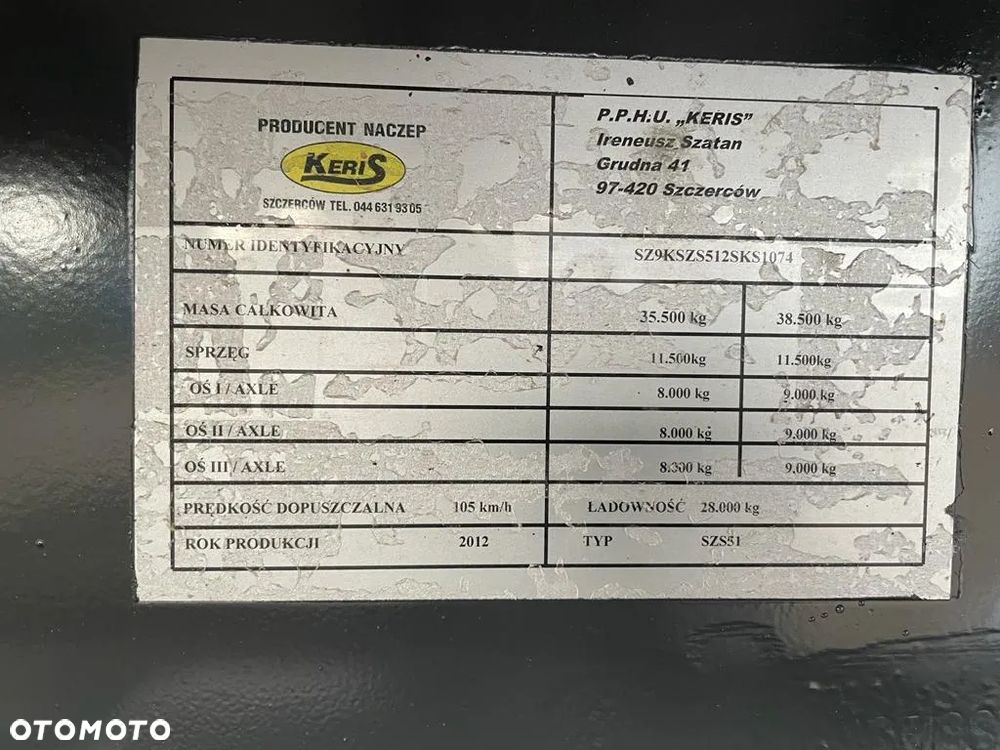 PRODUCENT NACZEP
KERIS
SZCZERCÓW TEL. 044 631 93 05
P.P.H.U. „KERIS”
Ireneusz Szatan
Grudna 41
97-420 Szczerców
NUMER IDENTYFIKACYJNY SZ9KSZS512SKS1074
MASA CAŁKOWITA 35.500 kg 38.500 kg
SPRZĘG 11.500kg 11.500kg
OŚ I / AXLE 8.000 kg 9.000.kg
OŚ II / AXLE 8.000 kg 9.000 kg
OŚ III / AXLE 8.300 kg 9.000 kg
PRĘDKOŚĆ DOPUSZCZALNA 105 km/h ŁADOWNOŚĆ 28.000 kg
ROK PRODUKCJI 2012 TYP SZS51
OTOMOTO